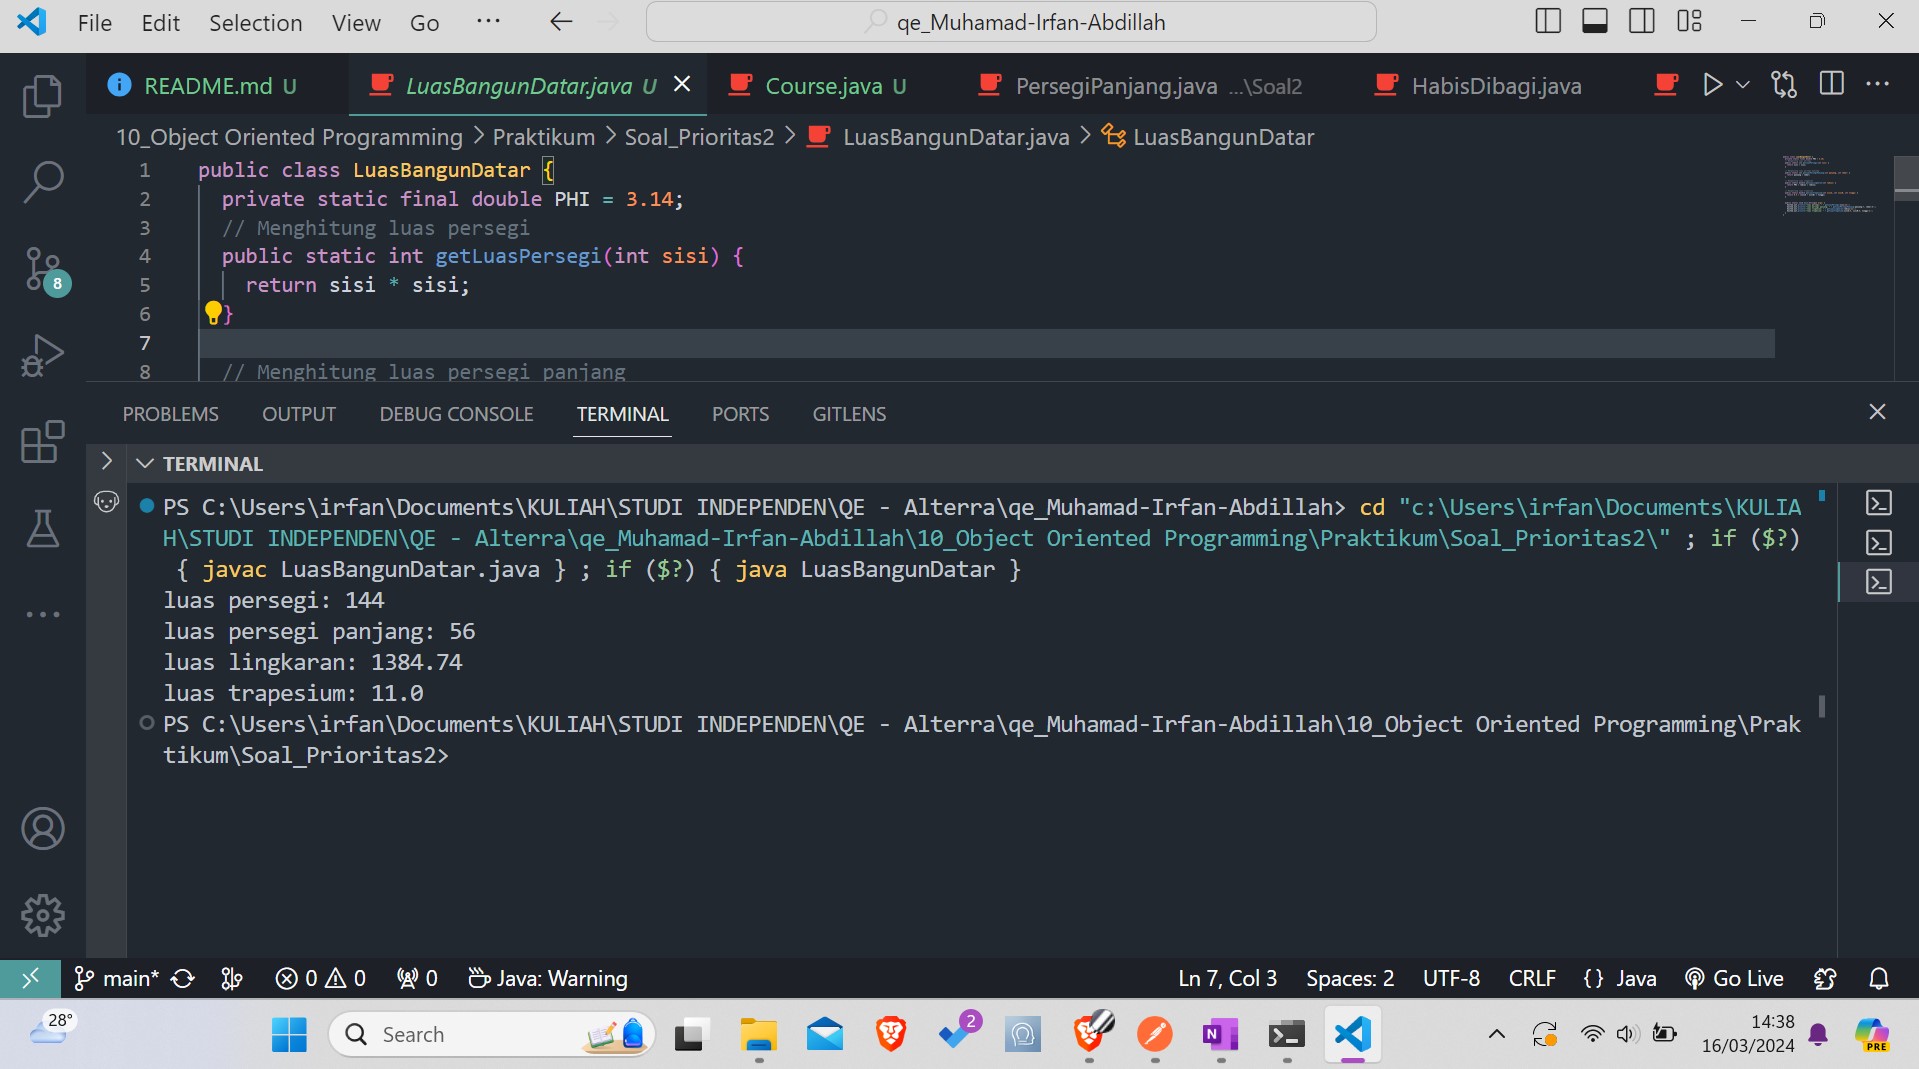 File Edit Selection View Go ··· qe_Muhamad-Irfan-Abdillah
README.md U LuasBangunDatar.java U Course.java U PersegiPanjang.java ...\Soal2 HabisDibagi.java
10_Object Oriented Programming > Praktikum > Soal_Prioritas2 > LuasBangunDatar.java > LuasBangunDatar
1 public class LuasBangunDatar {
2 private static final double PHI = 3.14;
3 // Menghitung luas persegi
4 public static int getLuasPersegi(int sisi) {
5 return sisi * sisi;
6 }
7
8 // Menghitung luas persegi panjang
8
PROBLEMS OUTPUT DEBUG CONSOLE TERMINAL PORTS GITLENS
TERMINAL
PS C:\Users\irfan\Documents\KULIAH\STUDI INDEPENDEN\QE - Alterra\qe_Muhamad-Irfan-Abdillah> cd "c:\Users\irfan\Documents\KULIA
H\STUDI INDEPENDEN\QE - Alterra\qe_Muhamad-Irfan-Abdillah\10_Object Oriented Programming\Praktikum\Soal_Prioritas2\" ; if ($?)
{ javac LuasBangunDatar.java } ; if ($?) { java LuasBangunDatar }
luas persegi: 144
luas persegi panjang: 56
luas lingkaran: 1384.74
luas trapesium: 11.0
PS C:\Users\irfan\Documents\KULIAH\STUDI INDEPENDEN\QE - Alterra\qe_Muhamad-Irfan-Abdillah\10_Object Oriented Programming\Prak
tikum\Soal_Prioritas2>
main* 0 0 0 Java: Warning Ln 7, Col 3 Spaces: 2 UTF-8 CRLF {} Java Go Live
28° Search 2 14:38 PRE
16/03/2024